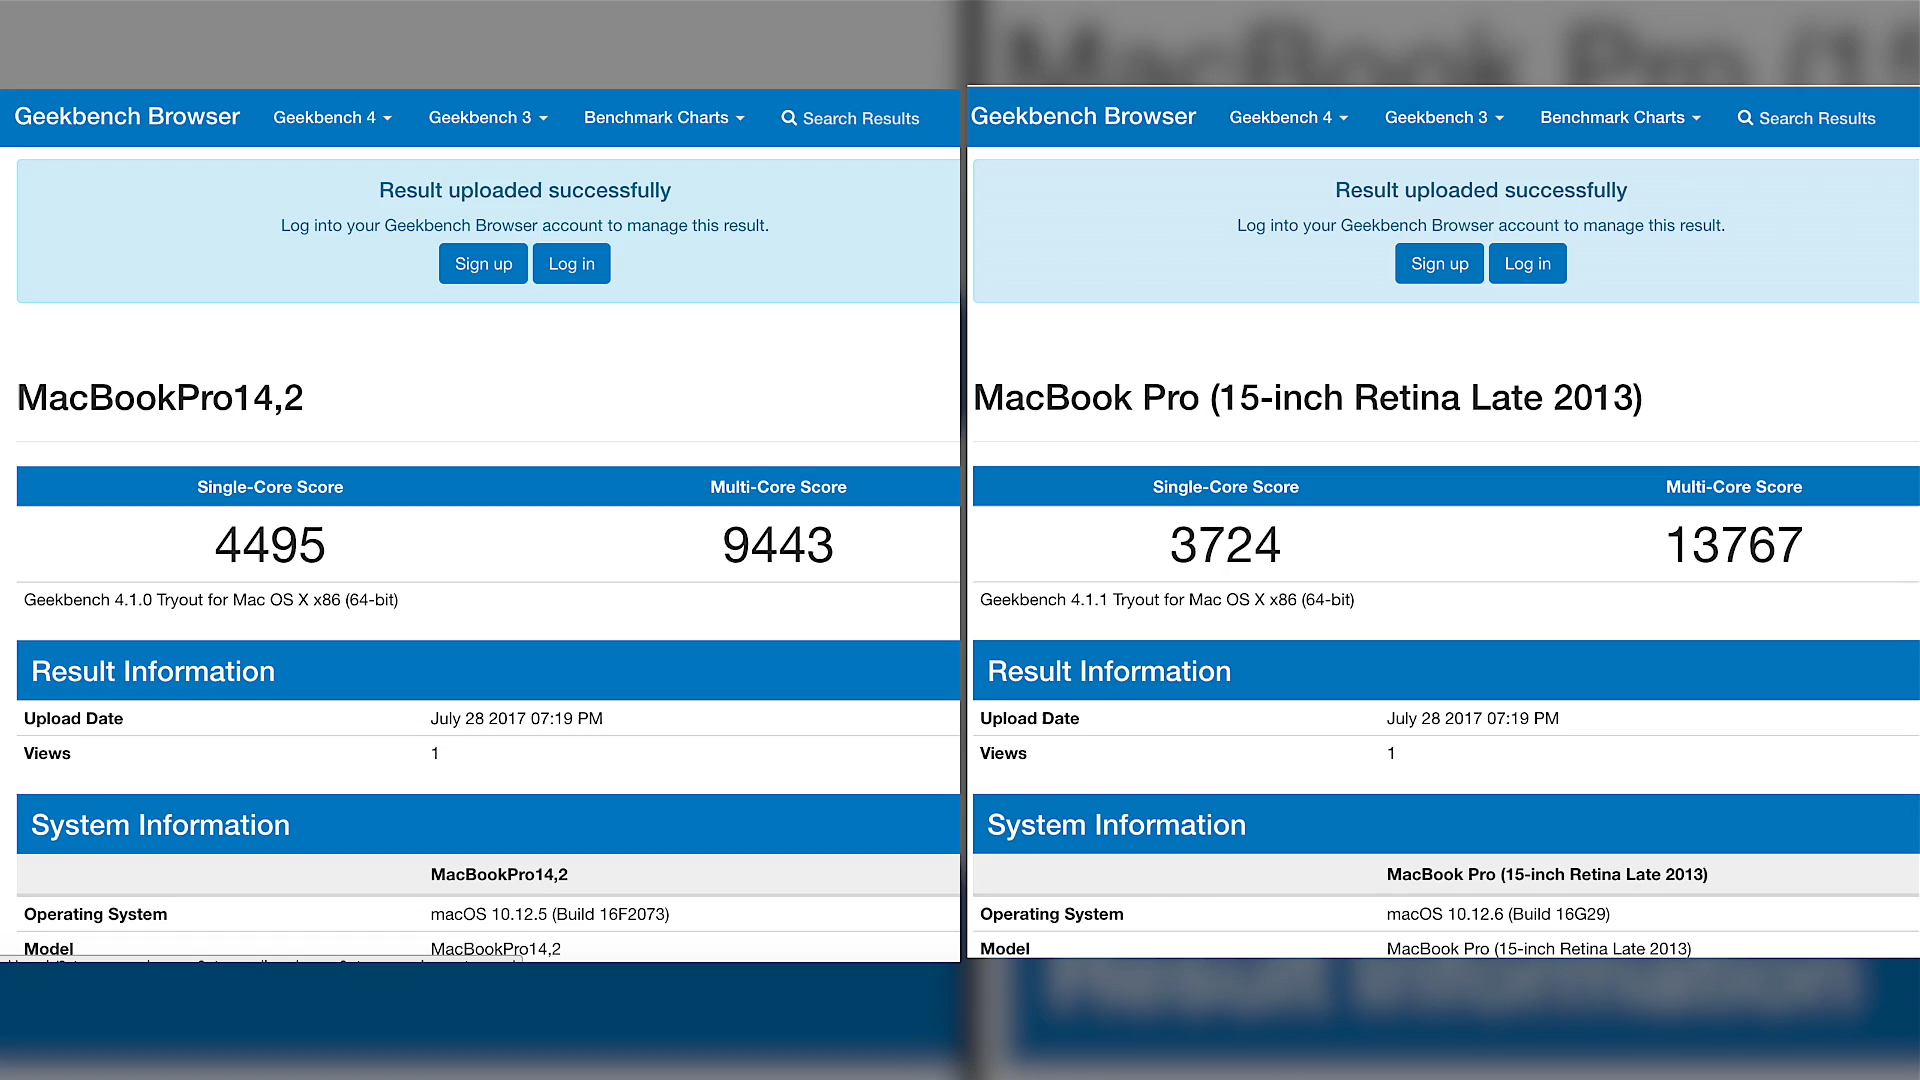 MacBook Pro (15
Geekbench Browser Geekbench 4 Geekbench 3 Benchmark Charts Search Results
Result uploaded successfully
Log into your Geekbench Browser account to manage this result.
Sign up Log in
MacBookPro14,2
Single-Core Score Multi-Core Score
4495 9443
Geekbench 4.1.0 Tryout for Mac OS X x86 (64-bit)
Result Information
Upload Date July 28 2017 07:19 PM
Views 1
System Information
MacBookPro14,2
Operating System macOS 10.12.5 (Build 16F2073)
Model MacBookPro14,2
Geekbench Browser Geekbench 4 Geekbench 3 Benchmark Charts Search Results
Result uploaded successfully
Log into your Geekbench Browser account to manage this result.
Sign up Log in
MacBook Pro (15-inch Retina Late 2013)
Single-Core Score Multi-Core Score
3724 13767
Geekbench 4.1.1 Tryout for Mac OS X x86 (64-bit)
Result Information
Upload Date July 28 2017 07:19 PM
Views 1
System Information
MacBook Pro (15-inch Retina Late 2013)
Operating System macOS 10.12.6 (Build 16G29)
Model MacBook Pro (15-inch Retina Late 2013)
Result Information